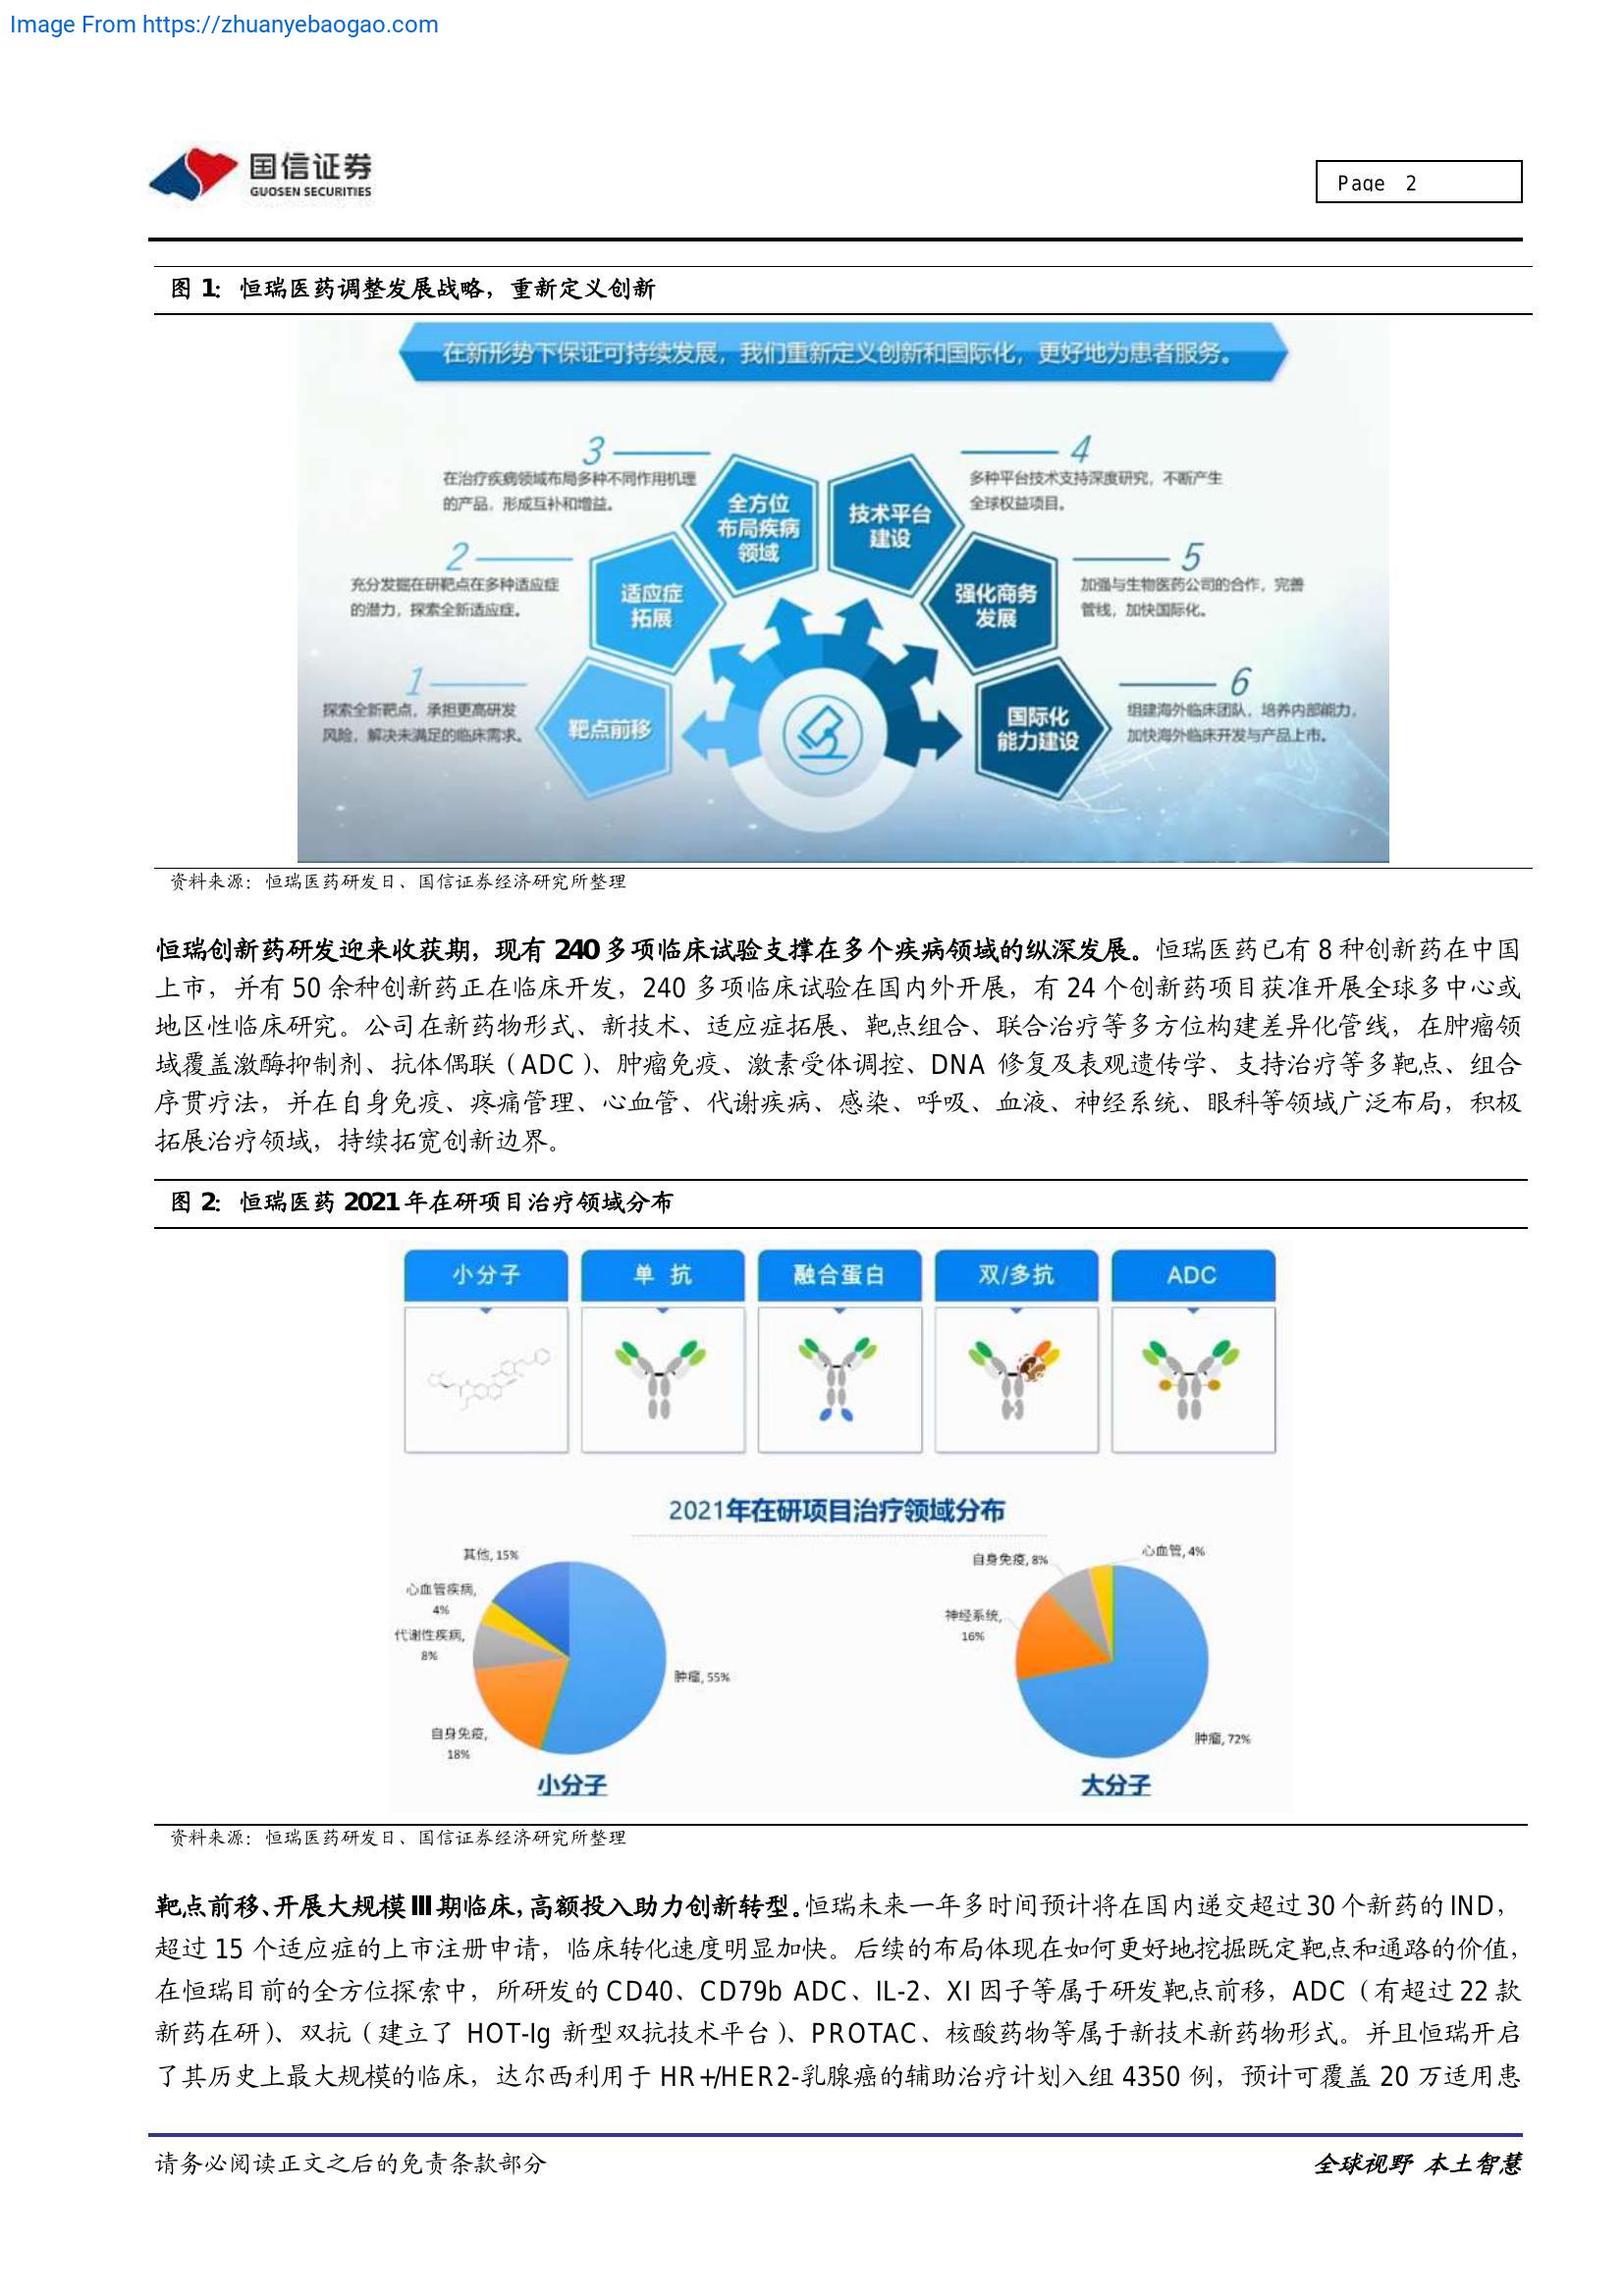 Image From https://zhuanyebaogao.com
国信证券
GUOSEN SECURITIES
Page 2
图 1：恒瑞医药调整发展战略，重新定义创新
在新形势下保证可持续发展，我们重新定义创新和国际化，更好地为患者服务。
3
在治疗疾病领域布局多种不同作用机理
的产品，形成互补和增益。
4
多种平台技术支持深度研究，不断产生
全球权益项目。
全方位
布局疾病
领域
技术平台
建设
2
充分发掘在研靶点在多种适应症
的潜力，探索全新适应症。
5
加强与生物医药公司的合作，完善
管线，加快国际化。
适应症
拓展
强化商务
发展
1
探索全新靶点，承担更高研发
风险，解决未满足的临床需求。
6
组建海外临床团队，培养内部能力，
加快海外临床开发与产品上市。
靶点前移
国际化
能力建设
资料来源：恒瑞医药研发日、国信证券经济研究所整理
恒瑞创新药研发迎来收获期，现有 240 多项临床试验支撑在多个疾病领域的纵深发展。恒瑞医药已有 8 种创新药在中国
上市，并有 50 余种创新药正在临床开发，240 多项临床试验在国内外开展，有 24 个创新药项目获准开展全球多中心或
地区性临床研究。公司在新药物形式、新技术、适应症拓展、靶点组合、联合治疗等多方位构建差异化管线，在肿瘤领
域覆盖激酶抑制剂、抗体偶联（ADC）、肿瘤免疫、激素受体调控、DNA 修复及表观遗传学、支持治疗等多靶点、组合
序贯疗法，并在自身免疫、疼痛管理、心血管、代谢疾病、感染、呼吸、血液、神经系统、眼科等领域广泛布局，积极
拓展治疗领域，持续拓宽创新边界。
图 2：恒瑞医药 2021 年在研项目治疗领域分布
小分子
单 抗
融合蛋白
双/多抗
ADC
2021年在研项目治疗领域分布
其他, 15%
心血管疾病,
4%
代谢性疾病,
8%
自身免疫,
18%
肿瘤, 55%
小分子
自身免疫, 8%
心血管, 4%
神经系统,
16%
肿瘤, 72%
大分子
资料来源：恒瑞医药研发日、国信证券经济研究所整理
靶点前移、开展大规模 III 期临床，高额投入助力创新转型。恒瑞未来一年多时间预计将在国内递交超过 30 个新药的 IND，
超过 15 个适应症的上市注册申请，临床转化速度明显加快。后续的布局体现在如何更好地挖掘既定靶点和通路的价值，
在恒瑞目前的全方位探索中，所研发的 CD40、CD79b ADC、IL-2、XI 因子等属于研发靶点前移，ADC（有超过 22 款
新药在研）、双抗（建立了 HOT-Ig 新型双抗技术平台）、PROTAC、核酸药物等属于新技术新药物形式。并且恒瑞开启
了其历史上最大规模的临床，达尔西利用于 HR+/HER2-乳腺癌的辅助治疗计划入组 4350 例，预计可覆盖 20 万适用患
请务必阅读正文之后的免责条款部分
全球视野 本土智慧